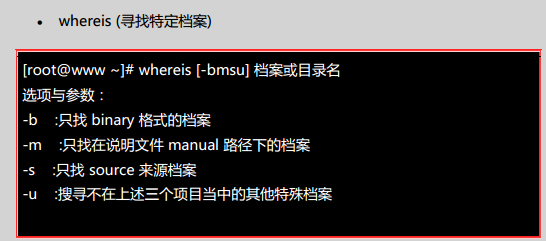 • whereis (寻找特定档案)
[root@www ~]# whereis [-bmsu] 档案或目录名
选项与参数：
-b :只找 binary 格式的档案
-m :只找在说明文件 manual 路径下的档案
-s :只找 source 来源档案
-u :搜寻不在上述三个项目当中的其他特殊档案